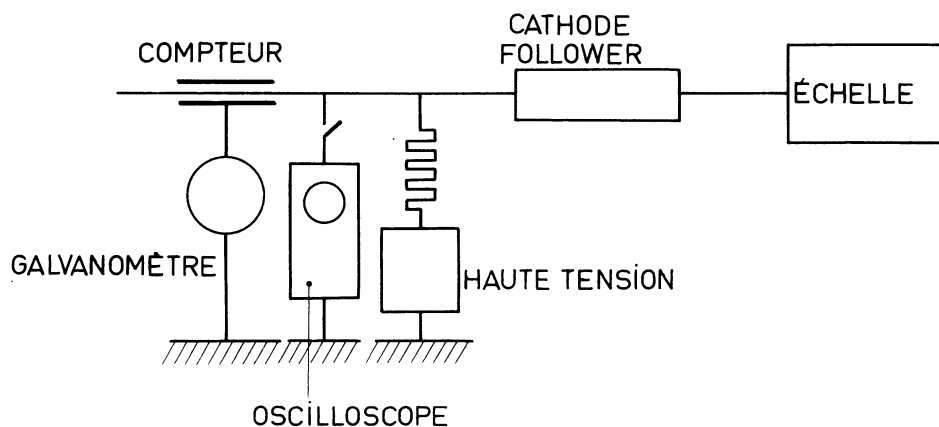 COMPTEUR
CATHODE
FOLLOWER
ÉCHELLE
GALVANOMÈTRE
HAUTE TENSION
OSCILLOSCOPE